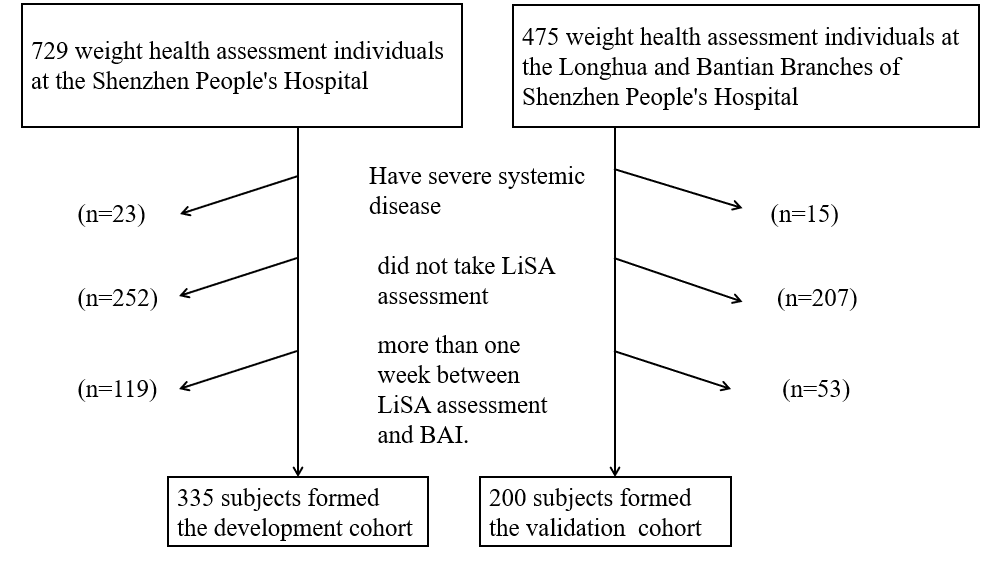 729 weight health assessment individuals
at the Shenzhen People's Hospital
475 weight health assessment individuals at
the Longhua and Bantian Branches of
Shenzhen People's Hospital
Have severe systemic
disease
(n=23)
(n=15)
did not take LiSA
assessment
(n=252)
(n=207)
more than one
week between
LiSA assessment
and BAI.
(n=119)
(n=53)
335 subjects formed
the development cohort
200 subjects formed
the validation cohort